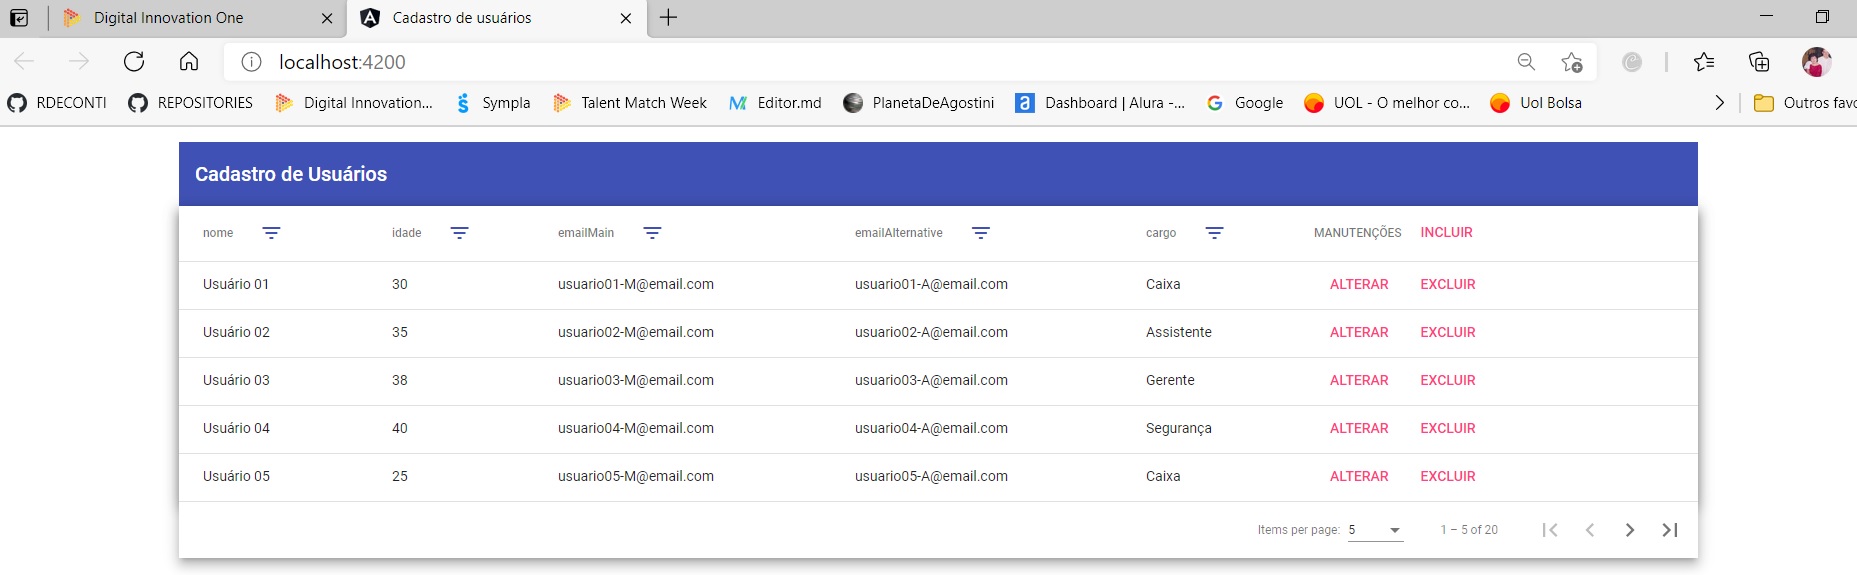 Digital Innovation One Cadastro de usuários
localhost:4200
RDECONTI REPOSITORIES Digital Innovation... Sympla Talent Match Week Editor.md PlanetaDeAgostini Dashboard | Alura -... Google UOL - O melhor co... Uol Bolsa Outros favo
Cadastro de Usuários
nome idade emailMain emailAlternative cargo MANUTENÇÕES INCLUIR
Usuário 01 30 usuario01-M@email.com usuario01-A@email.com Caixa ALTERAR EXCLUIR
Usuário 02 35 usuario02-M@email.com usuario02-A@email.com Assistente ALTERAR EXCLUIR
Usuário 03 38 usuario03-M@email.com usuario03-A@email.com Gerente ALTERAR EXCLUIR
Usuário 04 40 usuario04-M@email.com usuario04-A@email.com Segurança ALTERAR EXCLUIR
Usuário 05 25 usuario05-M@email.com usuario05-A@email.com Caixa ALTERAR EXCLUIR
Items per page: 5 1 – 5 of 20